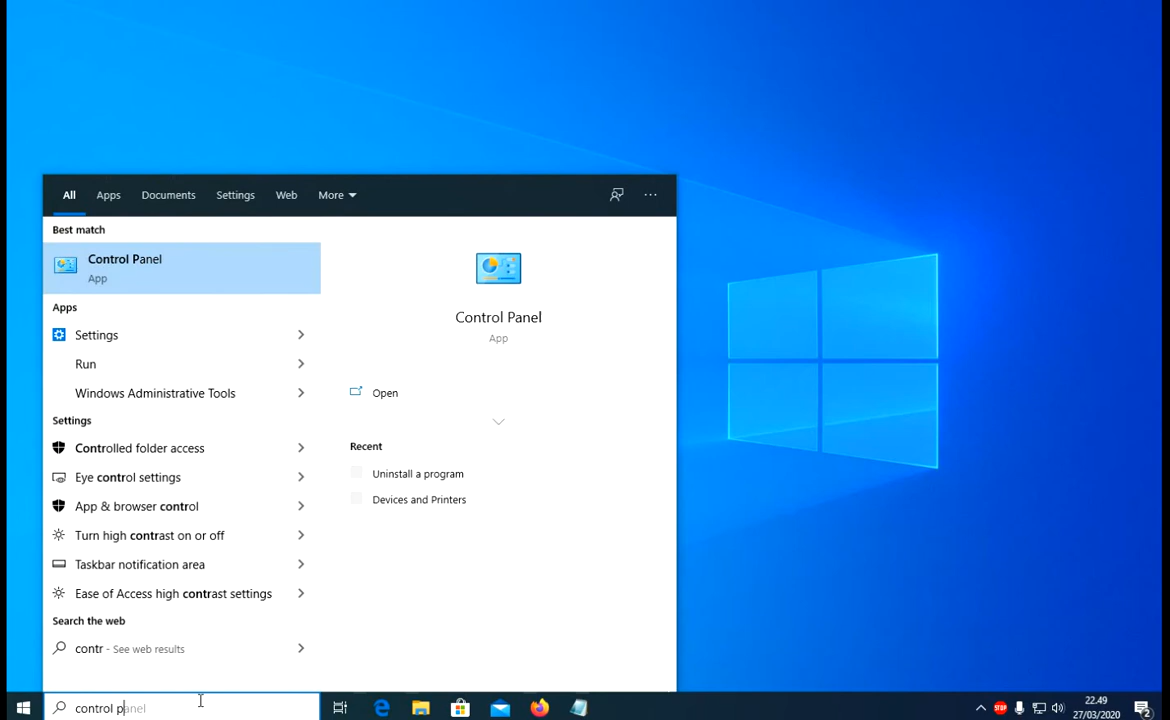 All Apps Documents Settings Web More
Best match
Control Panel
App
Apps
Settings
Run
Windows Administrative Tools
Settings
Controlled folder access
Eye control settings
App & browser control
Turn high contrast on or off
Taskbar notification area
Ease of Access high contrast settings
Search the web
contr - See web results
Control Panel
App
Open
Recent
Uninstall a program
Devices and Printers
control panel
STOP
22.49
27/03/2020
2